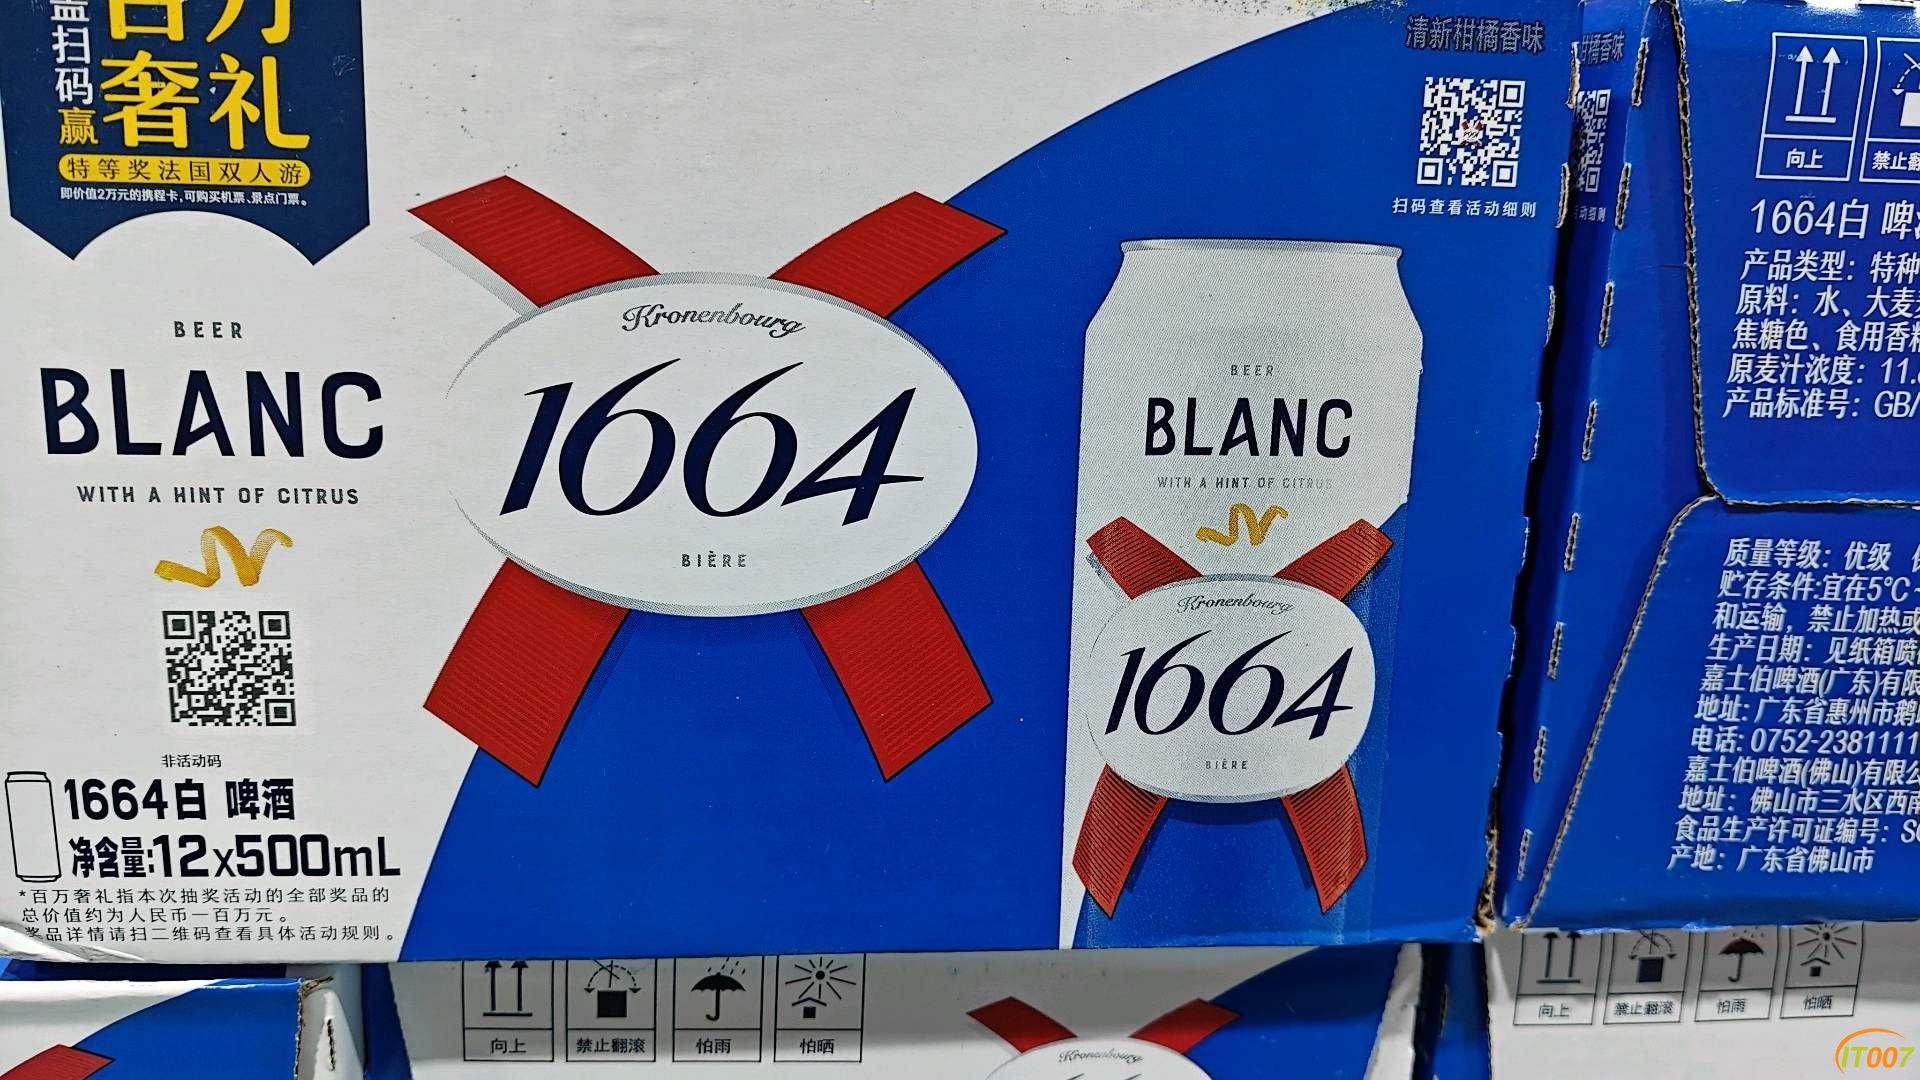 盖扫码赢
百万
奢礼
特等奖法国双人游
即价值2万元的携程卡,可购买机票、景点门票。
BEER
BLANC
WITH A HINT OF CITRUS
非活动码
1664白 啤酒
净含量:12x500mL
*百万奢礼指本次抽奖活动的全部奖品的
总价值约为人民币一百万元。
奖品详情请扫二维码查看具体活动规则。
Kronenbourg
1664
BIÈRE
清新柑橘香味
扫码查看活动细则
BEER
BLANC
WITH A HINT OF CITRUS
Kronenbourg
1664
BIÈRE
柑橘香味
活动细则
向上
禁止翻
1664白 啤
产品类型：特种
原料：水、大麦
焦糖色、食用香
原麦汁浓度：11.
产品标准号：GB/
质量等级：优级
贮存条件:宜在5℃~
和运输，禁止加热或
生产日期：见纸箱喷
嘉士伯啤酒(广东)有限
地址：广东省惠州市鹅
电话: 0752-2381111
嘉士伯啤酒(佛山)有限公
地址：佛山市三水区西南
食品生产许可证编号：S
产地：广东省佛山市
向上
禁止翻滚
怕雨
怕晒
Kronenbourg
向上
禁止翻滚
怕雨
怕晒
IT007